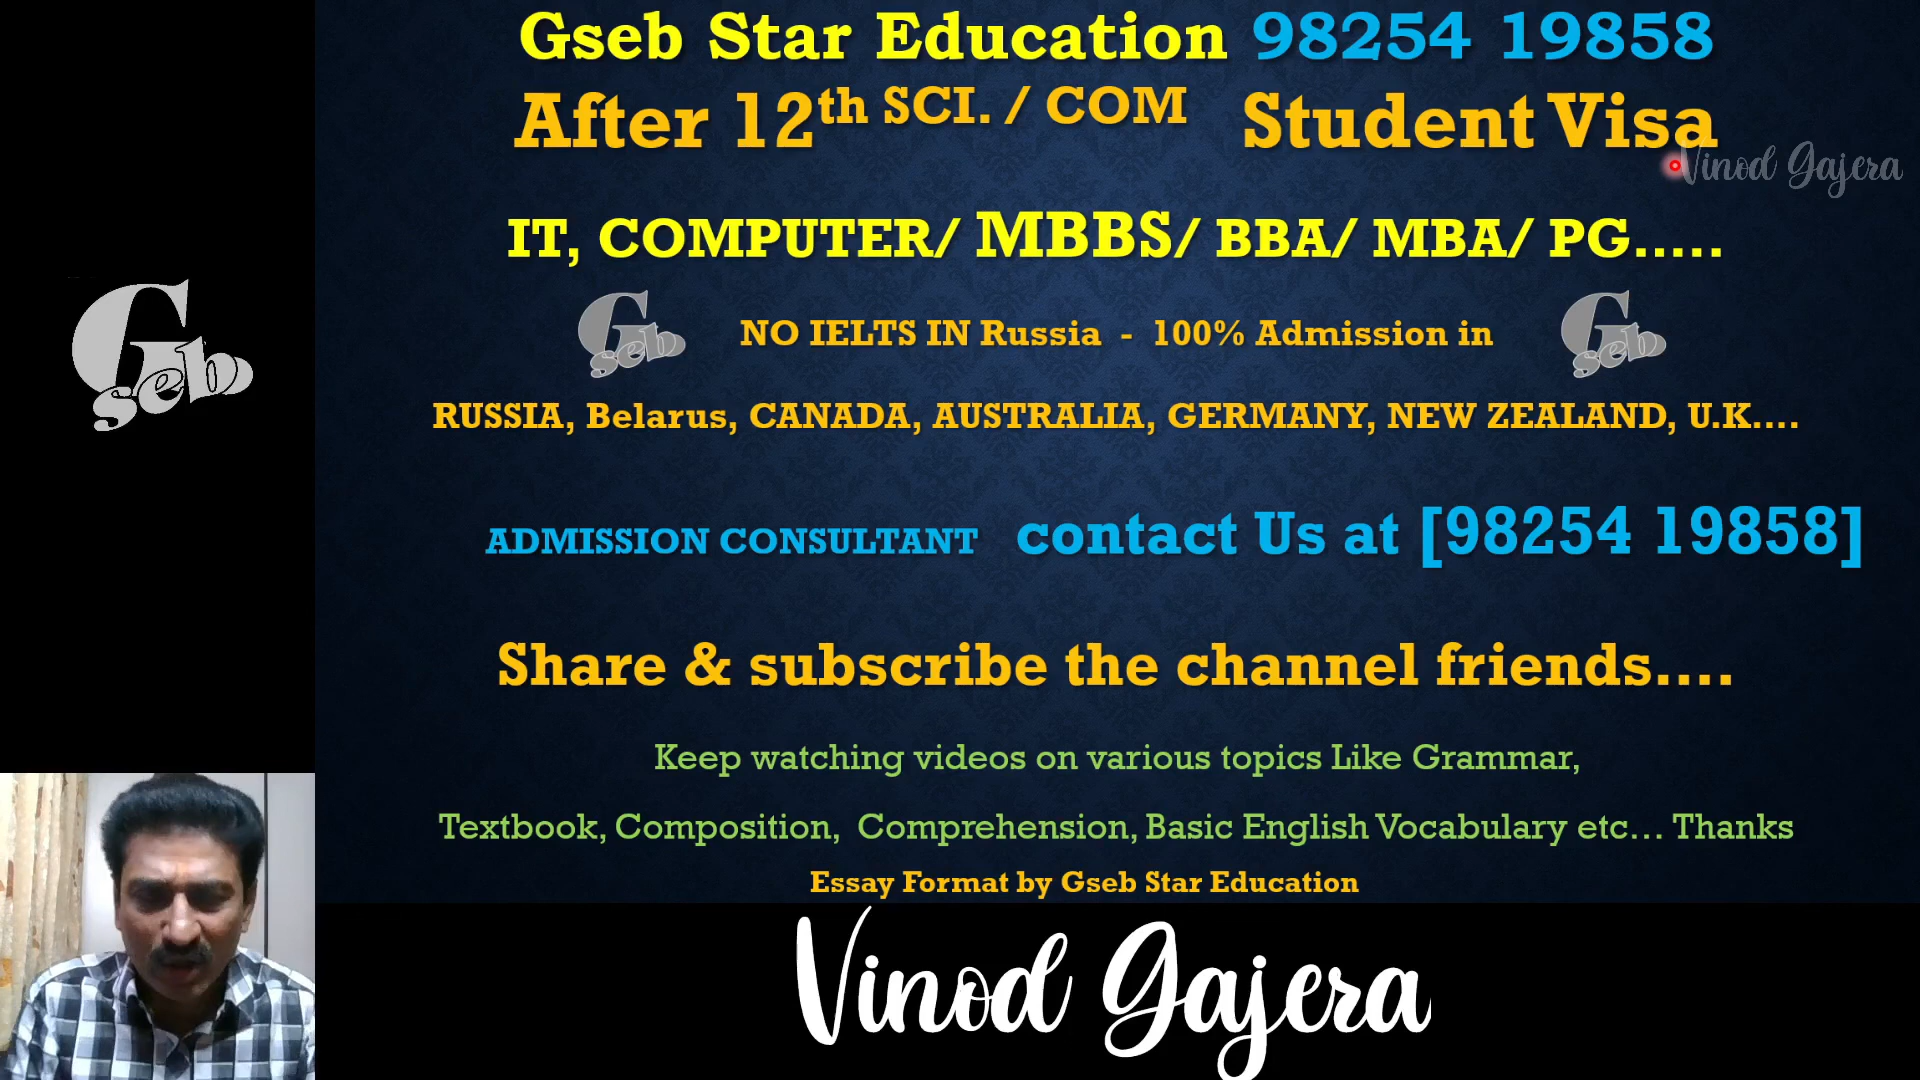 Gseb Star Education 98254 19858
After 12th SCI. / COM Student Visa
Vinod Gajera
IT, COMPUTER/ MBBS/ BBA/ MBA/ PG.....
Gseb
Gseb
Gseb
NO IELTS IN Russia - 100% Admission in
RUSSIA, Belarus, CANADA, AUSTRALIA, GERMANY, NEW ZEALAND, U.K....
ADMISSION CONSULTANT contact Us at [98254 19858]
Share & subscribe the channel friends....
Keep watching videos on various topics Like Grammar,
Textbook, Composition, Comprehension, Basic English Vocabulary etc... Thanks
Essay Format by Gseb Star Education
Vinod Gajera